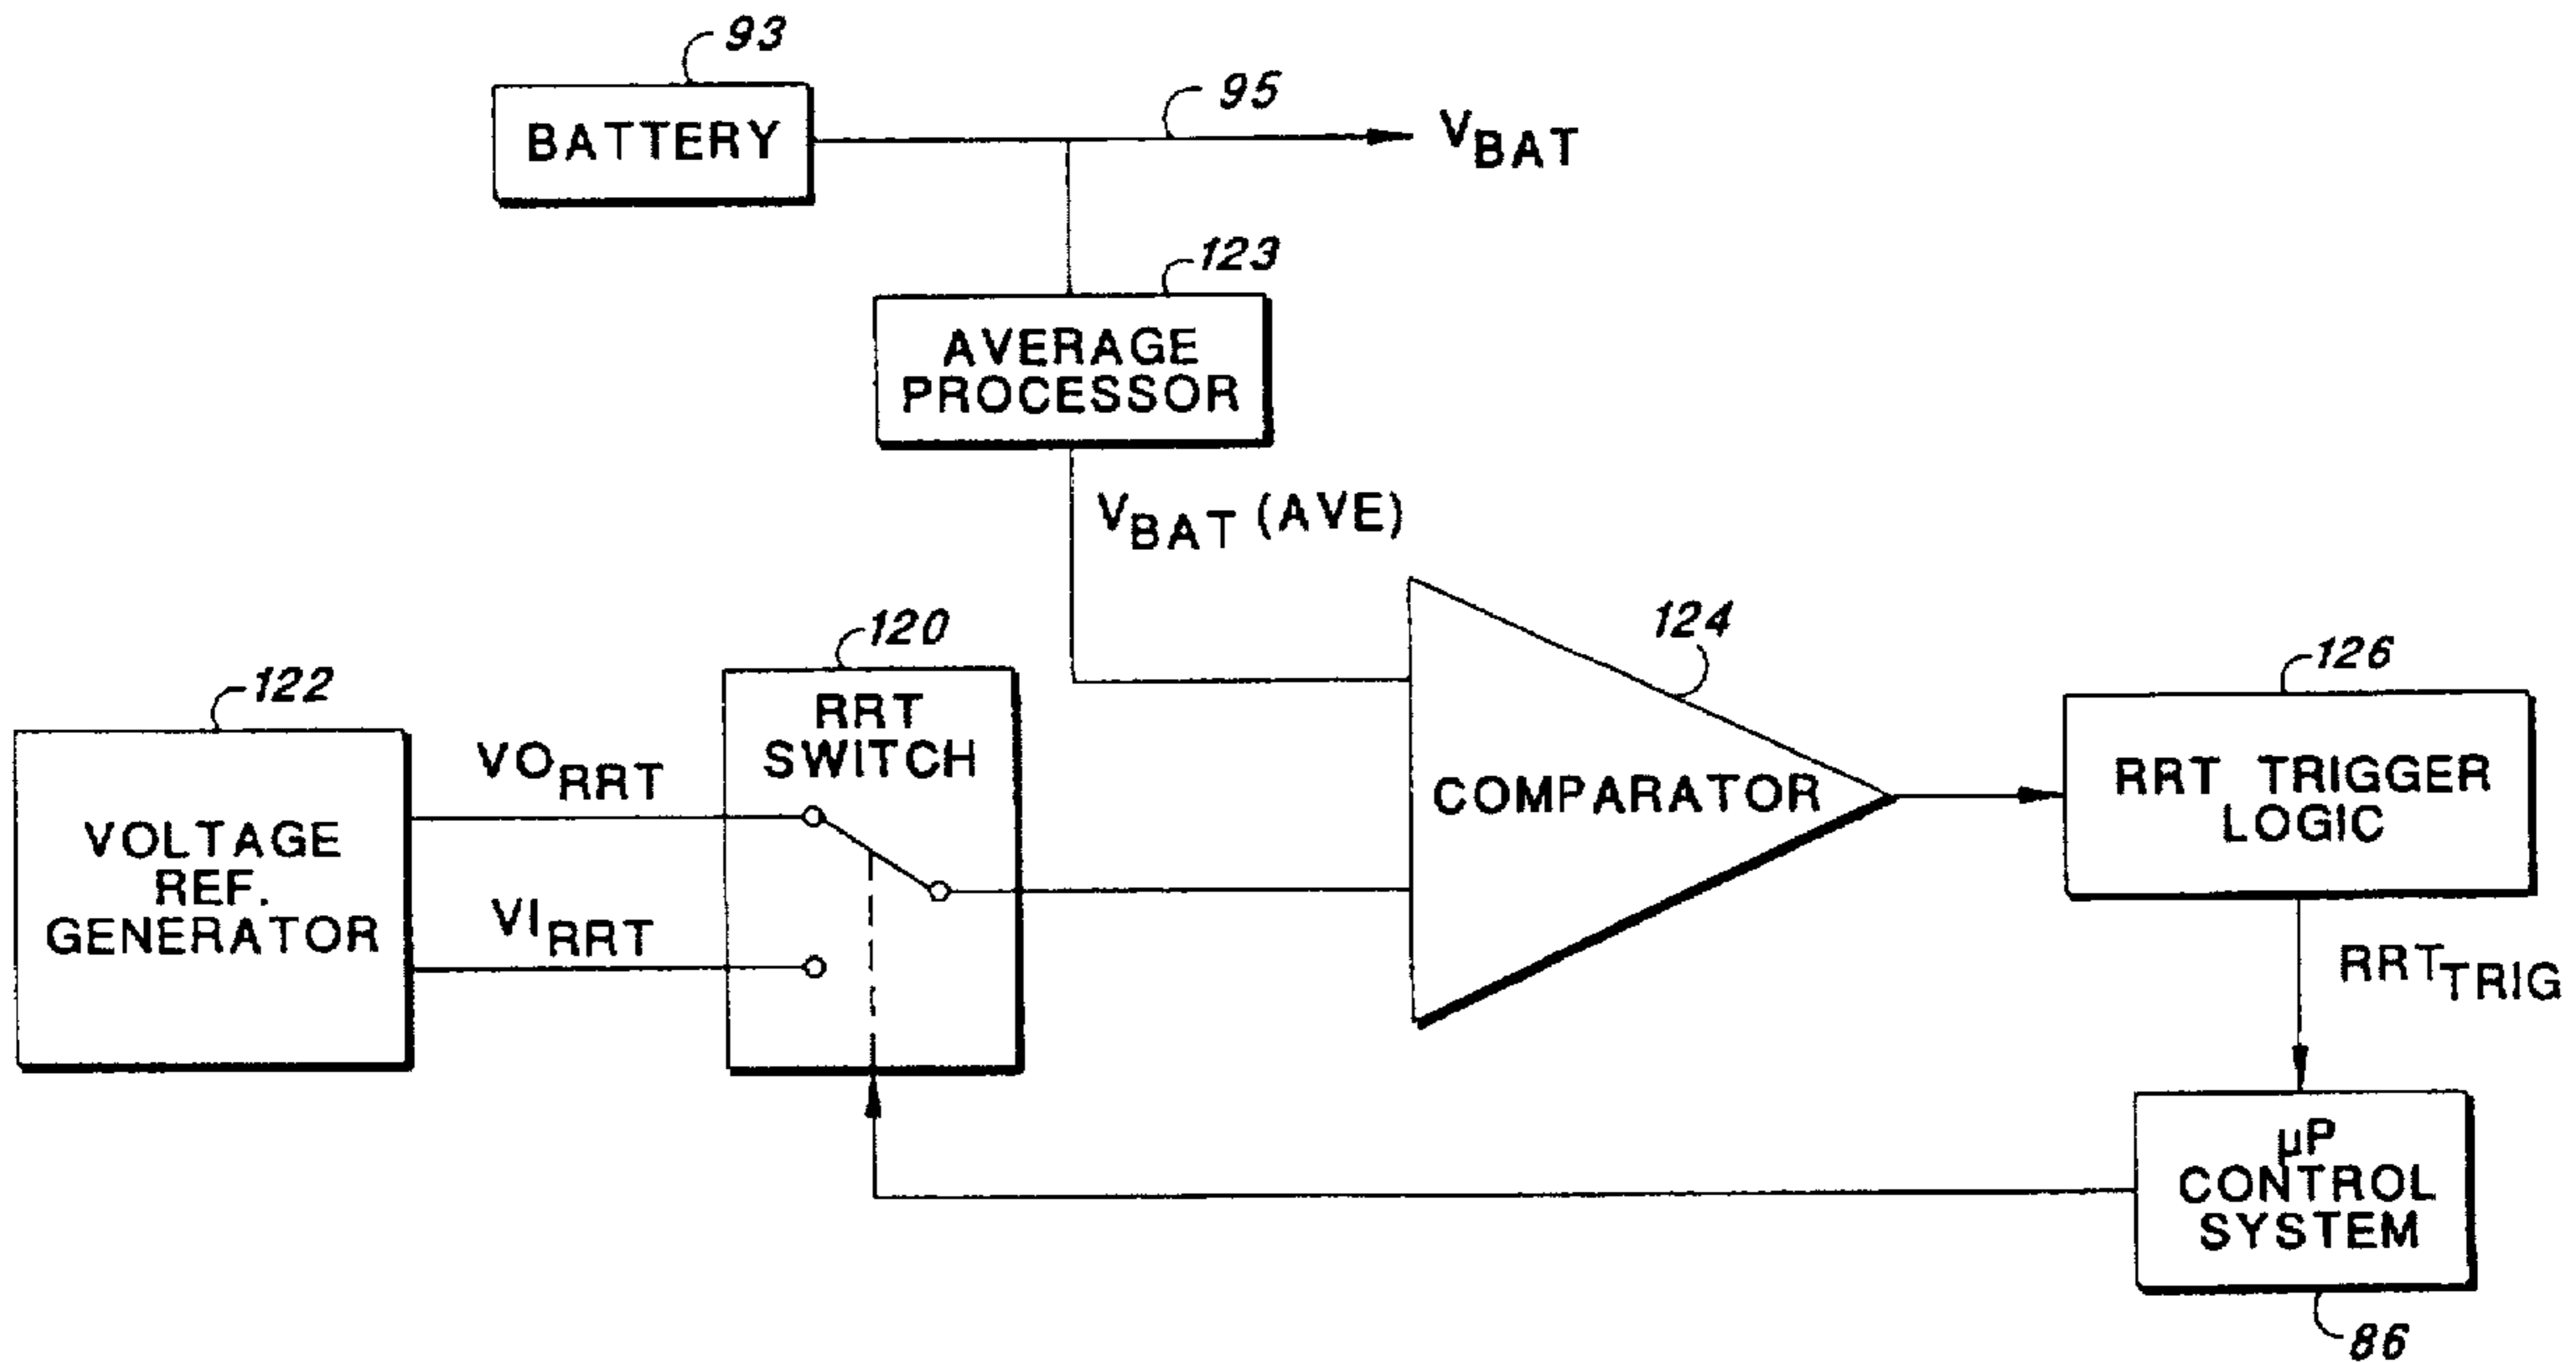 93
BATTERY
95
VBAT
123
AVERAGE
PROCESSOR
VBAT (AVE)
120
RRT
SWITCH
122
VOLTAGE
REF.
GENERATOR
VORRT
VIRRT
124
COMPARATOR
126
RRT TRIGGER
LOGIC
RRTTRIG
µP
CONTROL
SYSTEM
86